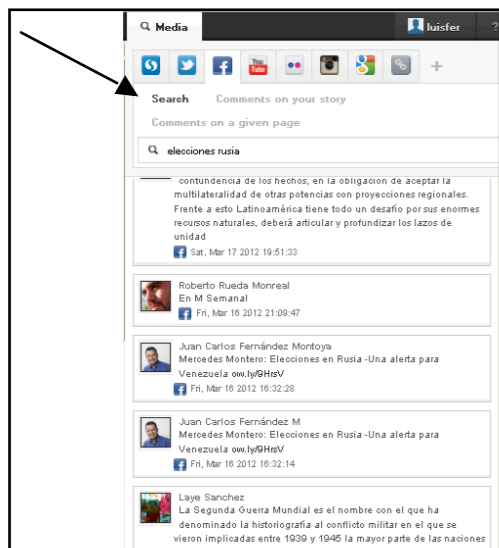 Media
luisfer
?
You
Tube
+
Search Comments on your story
Comments on a given page
elecciones rusia
contundencia de los hechos, en la obligacion de aceptar la
multilateralidad de otras potencias con proyecciones regionales.
Frente a esto Latinoamérica tiene todo un desafío por sus enormes
recursos naturales, deberá articular y profundizar los lazos de
unidad
Sat, Mar 17 2012 19:51:33
Roberto Rueda Monreal
En M Semanal
Fri, Mar 16 2012 21:09:47
Juan Carlos Fernández Montoya
Mercedes Montero: Elecciones en Rusia -Una alerta para
Venezuela ow.ly/9HrsV
Fri, Mar 16 2012 16:32:28
Juan Carlos Fernández M
Mercedes Montero: Elecciones en Rusia -Una alerta para
Venezuela ow.ly/9HrsV
Fri, Mar 16 2012 16:32:14
Laye Sanchez
La Segunda Guerra Mundial es el nombre con el que ha
denominado la historiografía al conflicto militar en el que se
vieron implicadas entre 1939 y 1945 la mayor parte de las naciones